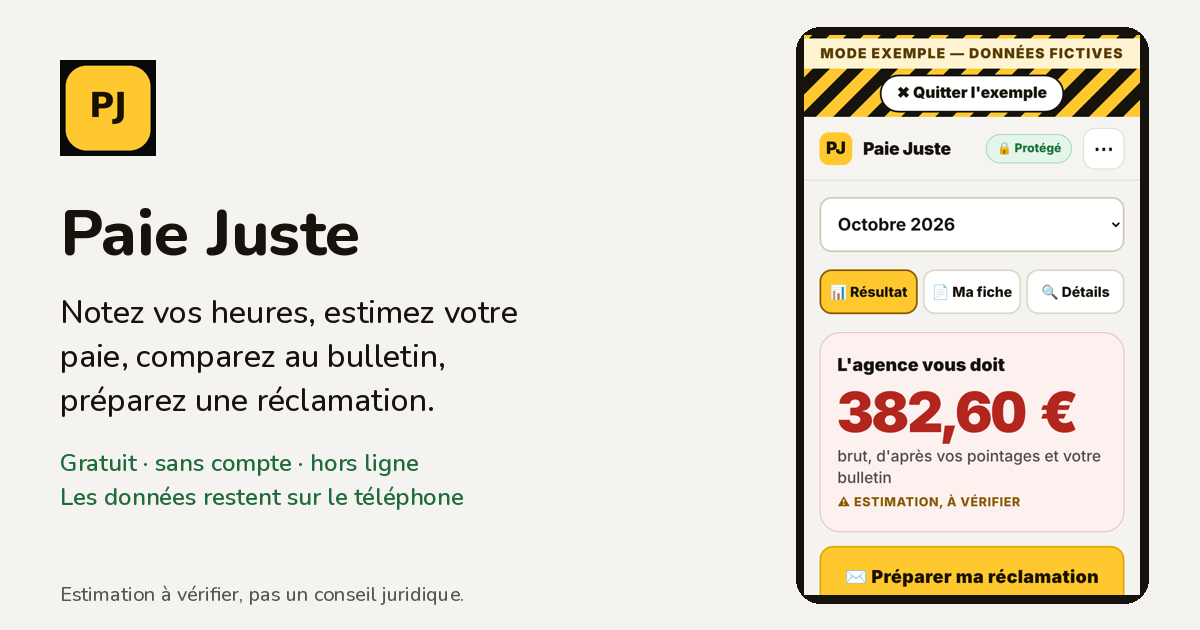 PJ
Paie Juste
Notez vos heures, estimez votre
paie, comparez au bulletin,
préparez une réclamation.
Gratuit · sans compte · hors ligne
Les données restent sur le téléphone
Estimation à vérifier, pas un conseil juridique.
MODE EXEMPLE — DONNÉES FICTIVES
✖ Quitter l'exemple
PJ Paie Juste 🔒 Protégé ⋯
Octobre 2026
📊 Résultat 📄 Ma fiche 🔍 Détails
L'agence vous doit
382,60 €
brut, d'après vos pointages et votre
bulletin
⚠ ESTIMATION, À VÉRIFIER
✉️ Préparer ma réclamation